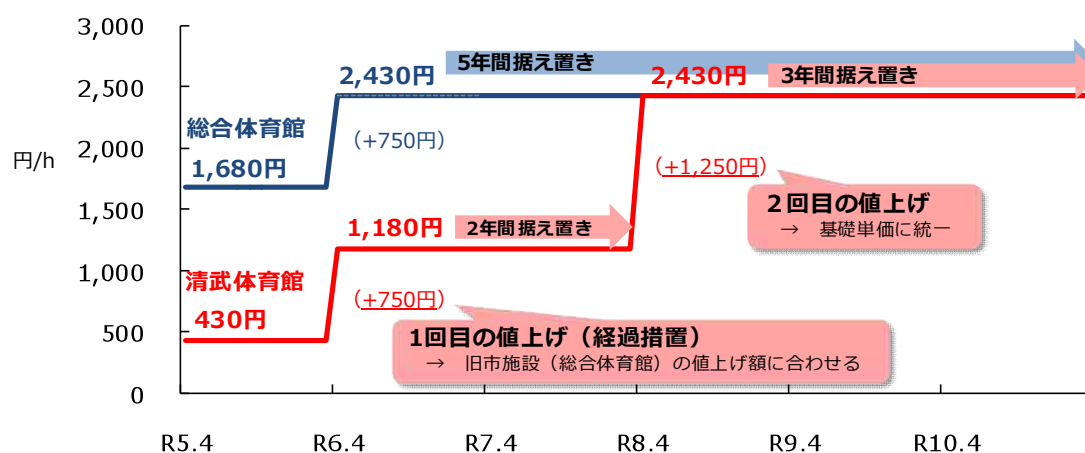 3,000
2,500
2,000
1,500
1,000
500
0
円/h
5年間据え置き
2,430円
2,430円
3年間据え置き
総合体育館
(+750円)
1,680円
(+1,250円)
2回目の値上げ
→ 基礎単価に統一
1,180円
2年間据え置き
清武体育館
430円
(+750円)
1回目の値上げ（経過措置）
→ 旧市施設（総合体育館）の値上げ額に合わせる
R5.4
R6.4
R7.4
R8.4
R9.4
R10.4